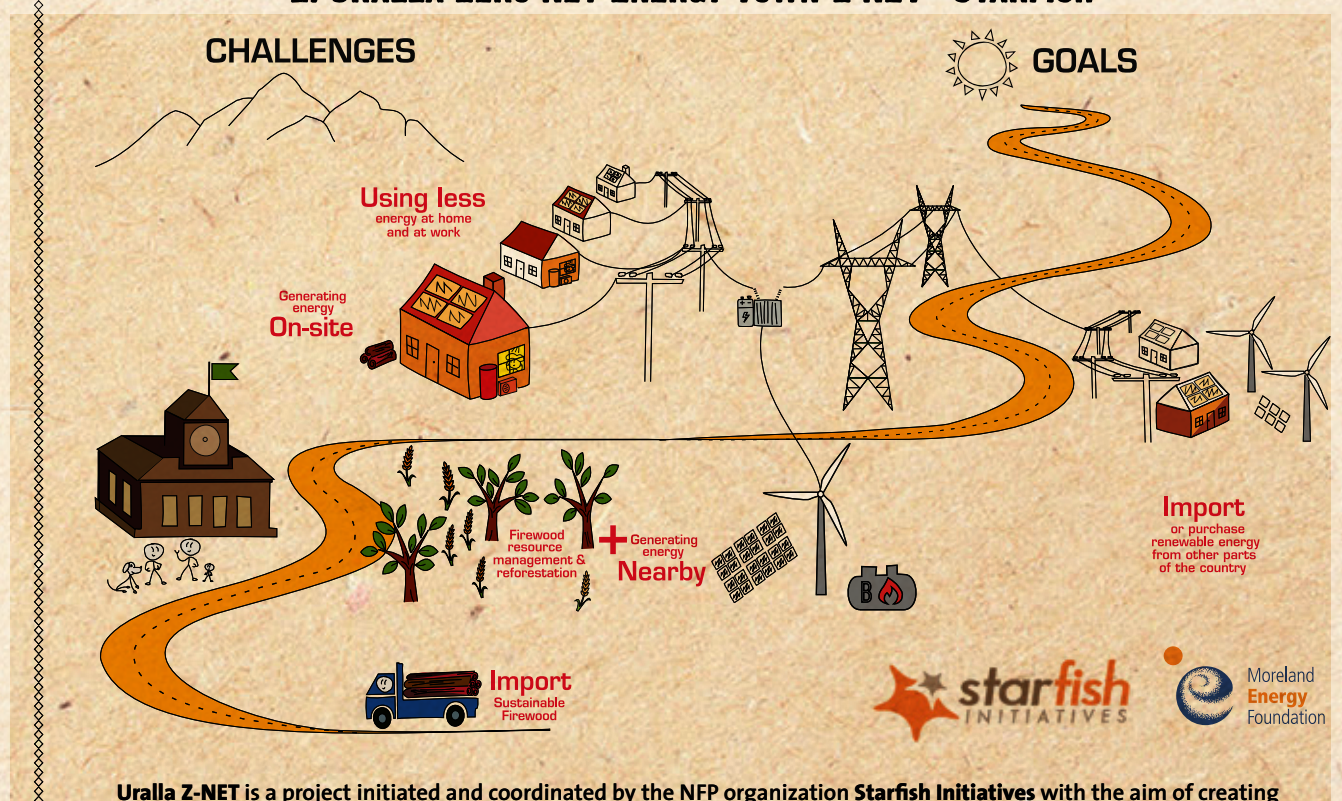 CHALLENGES
GOALS
Using less
energy at home
and at work
Generating
energy
On-site
Firewood
resource
management &
reforestation
+
Generating
energy
Nearby
B
Import
or purchase
renewable energy
from other parts
of the country
Import
Sustainable
Firewood
starfish
INITIATIVES
Moreland
Energy
Foundation
Uralla Z-NET is a project initiated and coordinated by the NFP organization Starfish Initiatives with the aim of creating